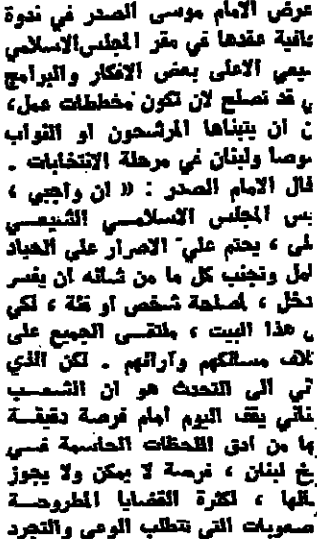 عرض الامام موسى الصدر في ندوة
عقدها في مقر المجلس الاسلامي
الاعلى بعض الافكار والبرامج
قد تصلح لان تكون مخططات عمل،
ان يتبناها المرشحون او النواب
ولبنان في مرحلة الانتخابات .
قال الامام الصدر : « ان واجبي ،
المجلس الاسلامي الشيعي
، يحتم علي الاصرار على الحياد
وتجنب كل ما من شأنه ان يفسر
، لمصلحة شخص او فئة ، لكي
هذا البيت ، ملتقى الجميع على
مسالكهم وآرائهم . لكن الذي
الى التحدث هو ان الشعب
يقف اليوم امام فرصة دقيقة
من ادق اللحظات الحاسمة في
لبنان ، فرصة لا يمكن ولا يجوز
، لكثرة القضايا المطروحة
التي تتطلب الوعي والتجرد